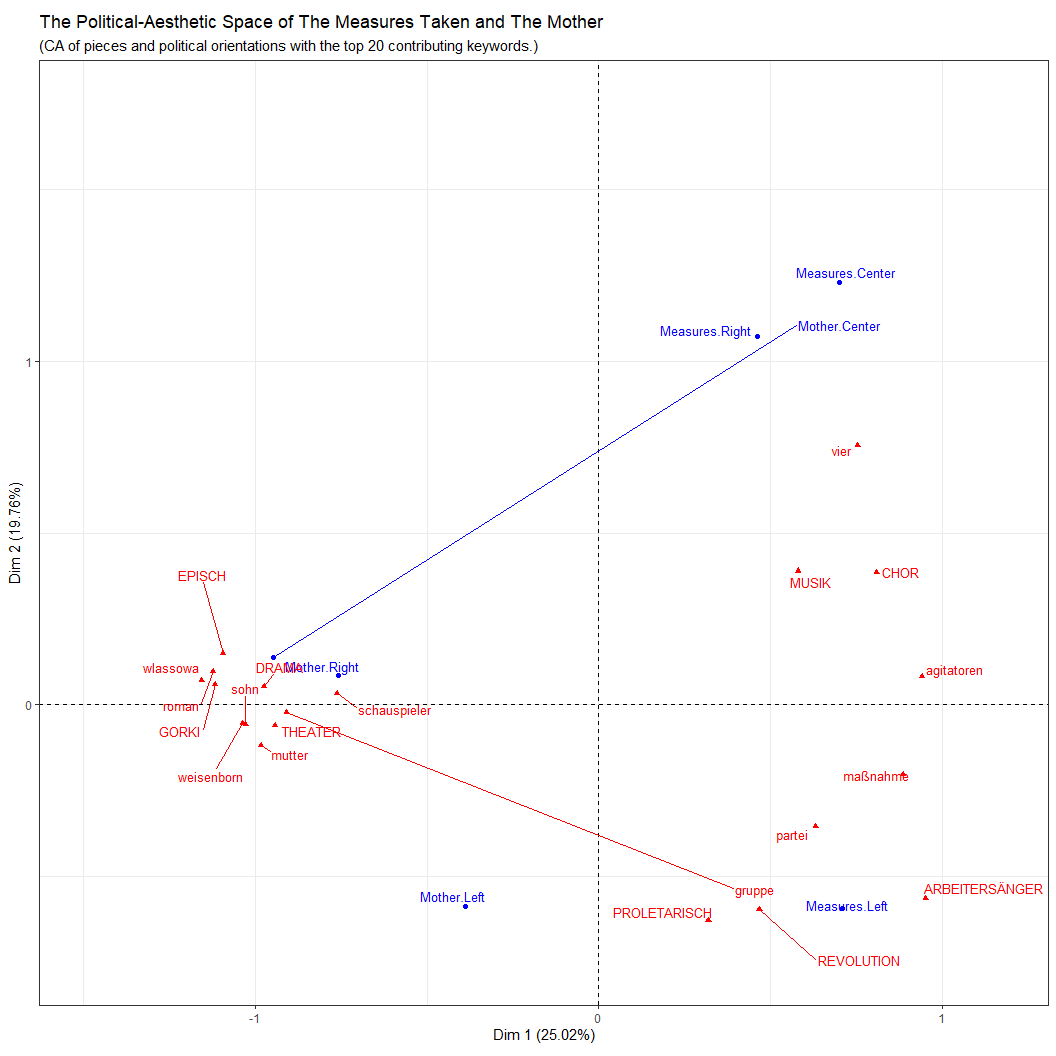 The Political-Aesthetic Space of The Measures Taken and The Mother
(CA of pieces and political orientations with the top 20 contributing keywords.)
Measures.Center
Measures.Right
Mother.Center
1
vier
Dim 2 (19.76%)
EPISCH
MUSIK
CHOR
wlassowa
DRAMA
Mother.Right
agitatoren
sohn
roman
0
schauspieler
GORKI
THEATER
mutter
weisenborn
maßnahme
partei
gruppe
ARBEITERSÄNGER
Mother.Left
PROLETARISCH
Measures.Left
REVOLUTION
-1
0
1
Dim 1 (25.02%)